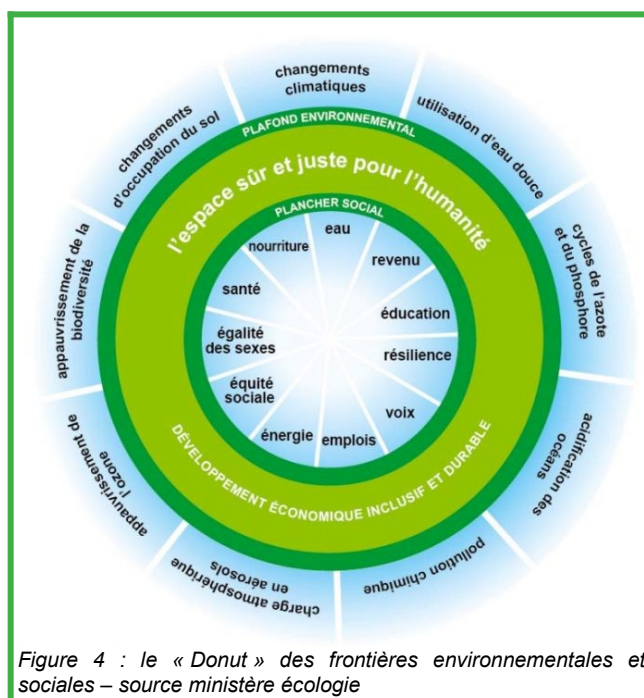 changements
climatiques
utilisation d'eau douce
cycles de l'azote
et du phosphore
acidification des
océans
pollution chimique
charge atmosphérique
en aérosols
appauvrissement de
l'ozone
appauvrissement de la
biodiversité
changements
d'occupation du sol
PLAFOND ENVIRONNEMENTAL
l'espace sûr et juste pour l'humanité
PLANCHER SOCIAL
eau
revenu
éducation
résilience
voix
emplois
énergie
équité
sociale
égalité
des sexes
santé
nourriture
DÉVELOPPEMENT ÉCONOMIQUE INCLUSIF ET DURABLE
Figure 4 : le « Donut » des frontières environnementales et
sociales – source ministère écologie